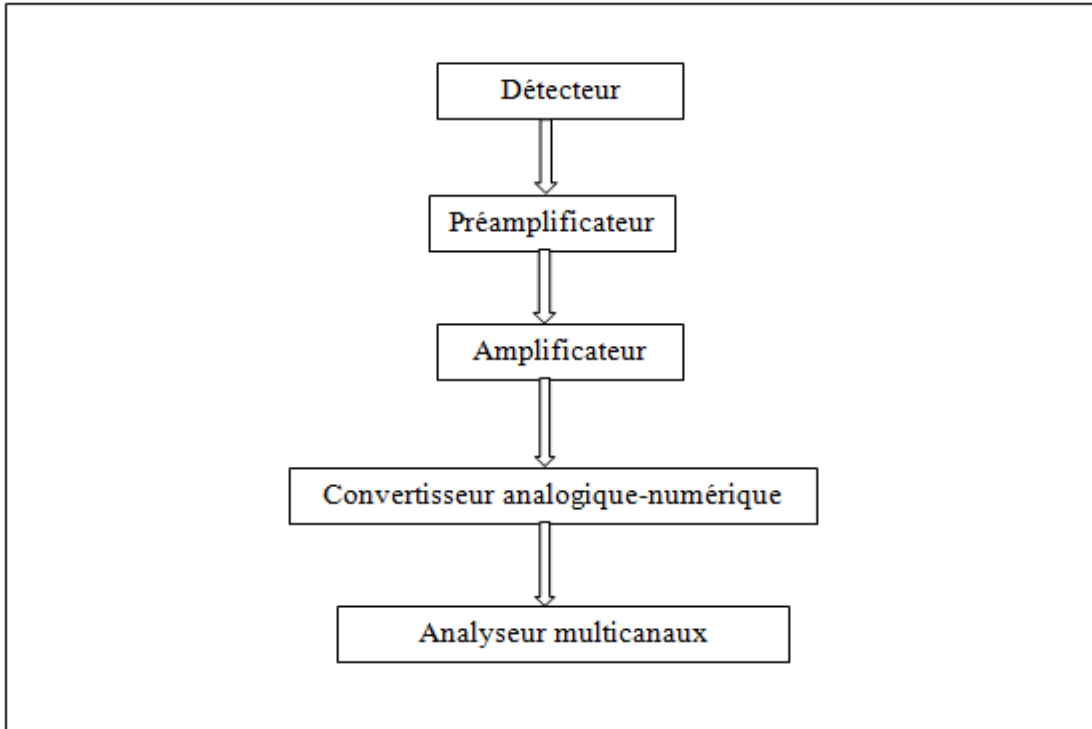 Détecteur
Préamplificateur
Amplificateur
Convertisseur analogique-numérique
Analyseur multicanaux